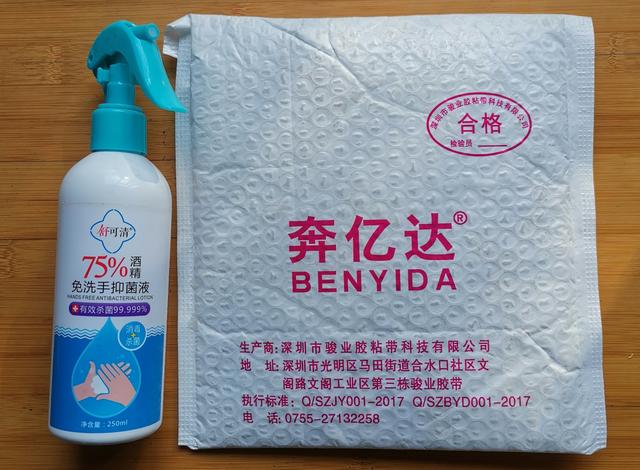 舒可清
75%酒精
免洗手抑菌液
HANDS FREE ANTIBACTERIAL LOTION
+有效杀菌99.999%
消毒
+
杀菌
净含量:250ml
深圳市骏业胶粘带科技有限公司
合格
检验员
奔亿达®
BENYIDA
生产商:深圳市骏业胶粘带科技有限公司
地 址:深圳市光明区马田街道合水口社区文
阁路文阁工业区第三栋骏业胶带
执行标准: Q/SZJY001-2017 Q/SZBYD001-2017
电 话:0755-27132258